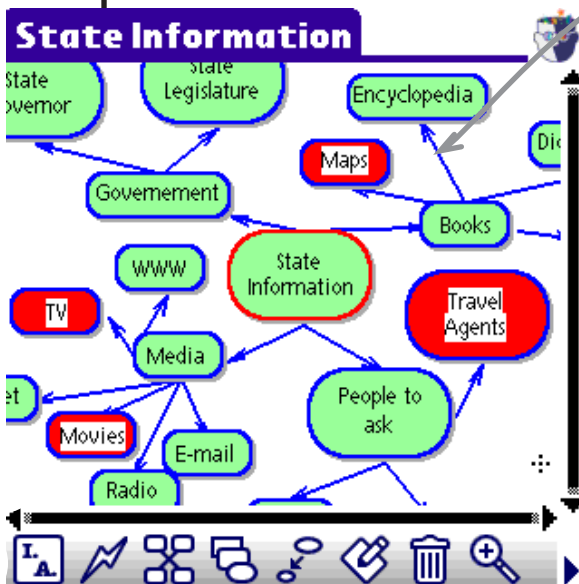 State Information
State
overnor
State
Legislature
Encyclopedia
Maps
Dic
Governement
Books
WWW
State
Information
TV
Travel
Agents
Media
et
People to
ask
Movies
E-mail
Radio
I.
A.